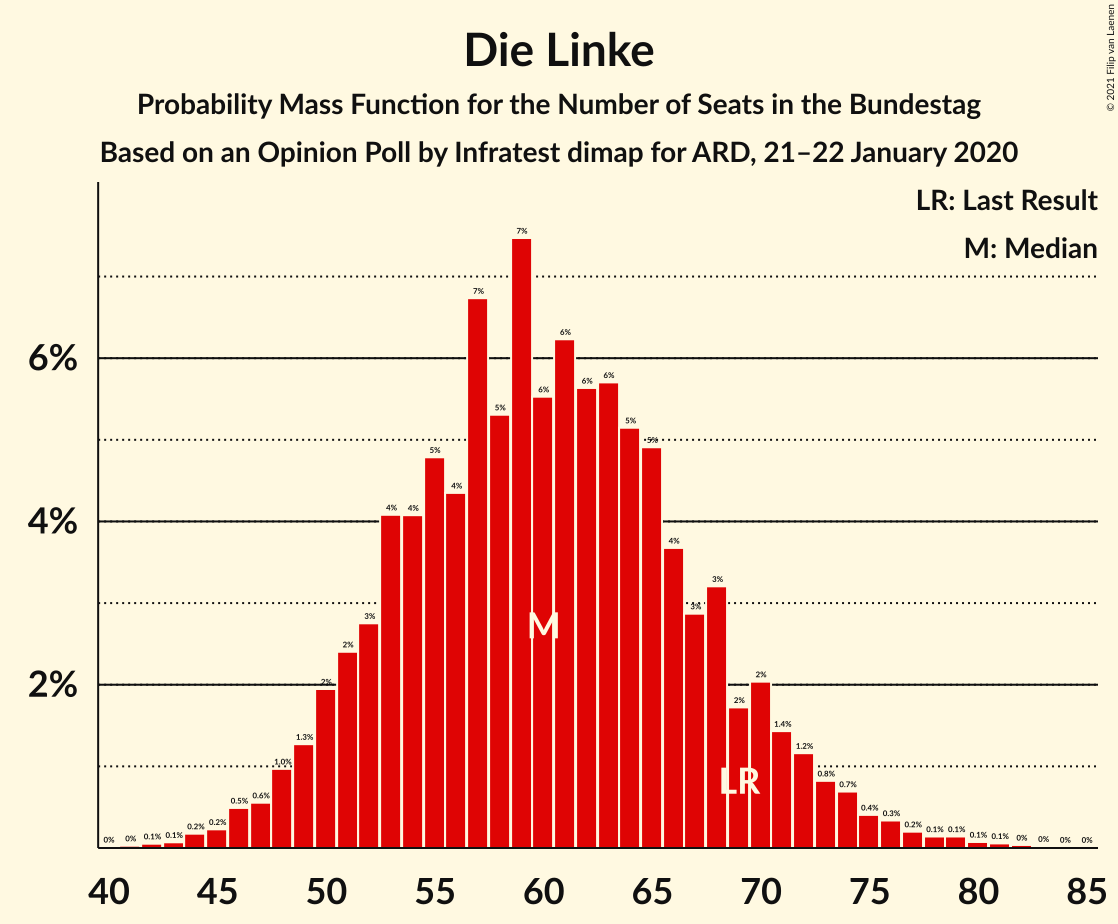 Die Linke
Probability Mass Function for the Number of Seats in the Bundestag
Based on an Opinion Poll by Infratest dimap for ARD, 21–22 January 2020
© 2021 Filip van Laenen
LR: Last Result
M: Median
6%
4%
2%
0% 0% 0.1% 0.1% 0.2% 0.2% 0.5% 0.6% 1.0% 1.3% 2% 2% 3% 4% 4% 5% 4% 7% 5% 7% 6% 6% 6% 6% 5% 5% 4% 3% 3% 2% 2% 1.4% 1.2% 0.8% 0.7% 0.4% 0.3% 0.2% 0.1% 0.1% 0.1% 0.1% 0% 0% 0% 0%
M
LR
40 45 50 55 60 65 70 75 80 85